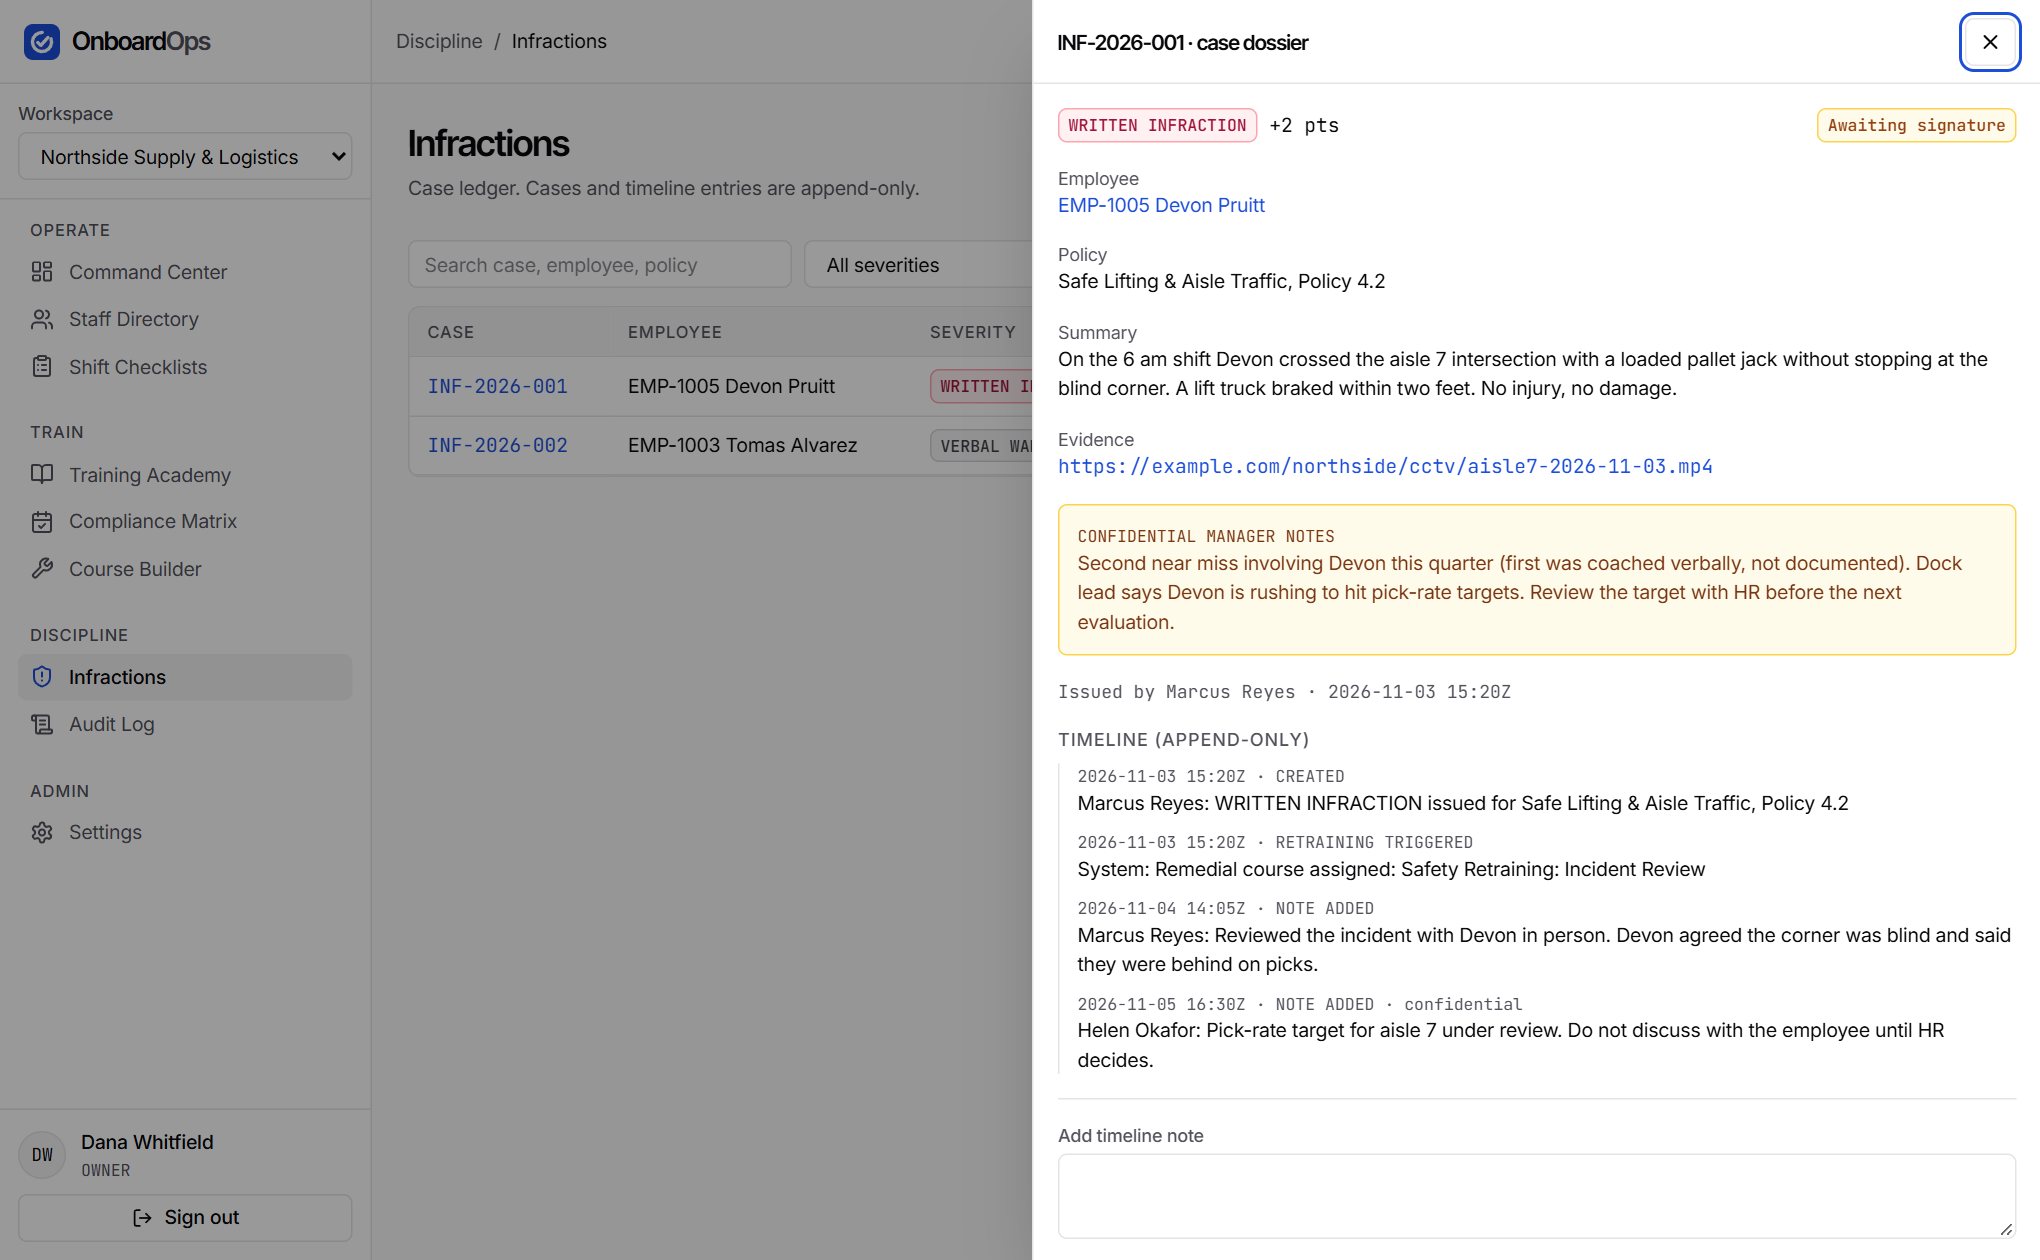 OnboardOps
Workspace
Northside Supply & Logistics
OPERATE
Command Center
Staff Directory
Shift Checklists
TRAIN
Training Academy
Compliance Matrix
Course Builder
DISCIPLINE
Infractions
Audit Log
ADMIN
Settings
DW
Dana Whitfield
OWNER
Sign out
Discipline / Infractions
Infractions
Case ledger. Cases and timeline entries are append-only.
Search case, employee, policy
All severities
CASE EMPLOYEE SEVERITY
INF-2026-001 EMP-1005 Devon Pruitt WRITTEN
INF-2026-002 EMP-1003 Tomas Alvarez VERBAL
INF-2026-001 · case dossier
WRITTEN INFRACTION +2 pts
Awaiting signature
Employee
EMP-1005 Devon Pruitt
Policy
Safe Lifting & Aisle Traffic, Policy 4.2
Summary
On the 6 am shift Devon crossed the aisle 7 intersection with a loaded pallet jack without stopping at the
blind corner. A lift truck braked within two feet. No injury, no damage.
Evidence
https://example.com/northside/cctv/aisle7-2026-11-03.mp4
CONFIDENTIAL MANAGER NOTES
Second near miss involving Devon this quarter (first was coached verbally, not documented). Dock
lead says Devon is rushing to hit pick-rate targets. Review the target with HR before the next
evaluation.
Issued by Marcus Reyes · 2026-11-03 15:20Z
TIMELINE (APPEND-ONLY)
2026-11-03 15:20Z · CREATED
Marcus Reyes: WRITTEN INFRACTION issued for Safe Lifting & Aisle Traffic, Policy 4.2
2026-11-03 15:20Z · RETRAINING TRIGGERED
System: Remedial course assigned: Safety Retraining: Incident Review
2026-11-04 14:05Z · NOTE ADDED
Marcus Reyes: Reviewed the incident with Devon in person. Devon agreed the corner was blind and said
they were behind on picks.
2026-11-05 16:30Z · NOTE ADDED · confidential
Helen Okafor: Pick-rate target for aisle 7 under review. Do not discuss with the employee until HR
decides.
Add timeline note